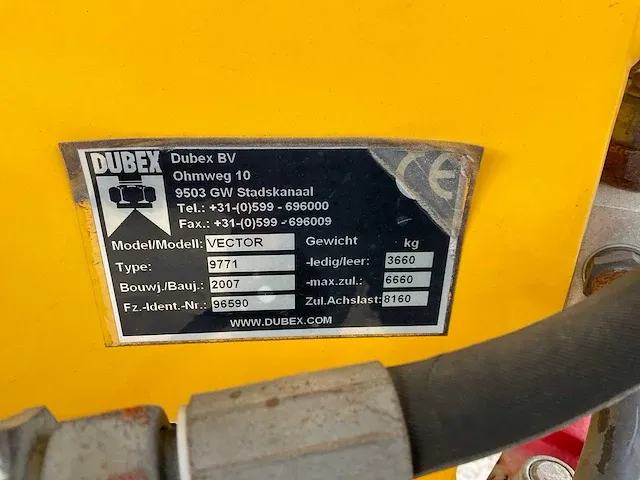 DUBEX
Dubex BV
Ohmweg 10
9503 GW Stadskanaal
Tel.: +31-(0)599 - 696000
Fax.: +31-(0)599 - 696009
CE
Model/Modell: VECTOR Gewicht kg
Type: 9771 -ledig/leer: 3660
Bouwj./Bauj.: 2007 -max.zul.: 6660
Fz.-Ident.-Nr.: 96590 Zul.Achslast: 8160
WWW.DUBEX.COM